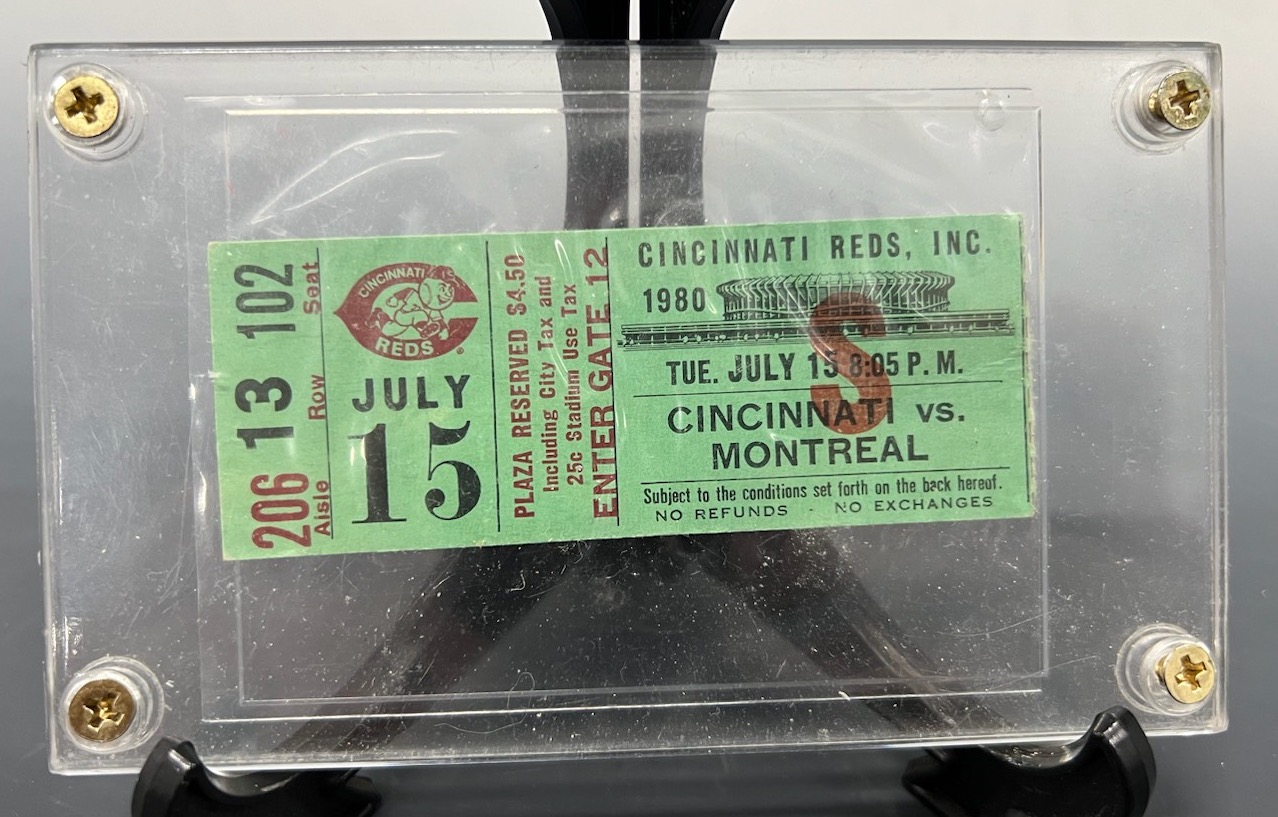 206 13 102
Aisle Row Seat
CINCINNATI
REDS
JULY
15
PLAZA RESERVED $4.50
Including City Tax and
25c Stadium Use Tax
ENTER GATE 12
CINCINNATI REDS, INC.
1980
S
TUE. JULY 15 8:05 P. M.
CINCINNATI VS.
MONTREAL
Subject to the conditions set forth on the back hereof.
NO REFUNDS - NO EXCHANGES